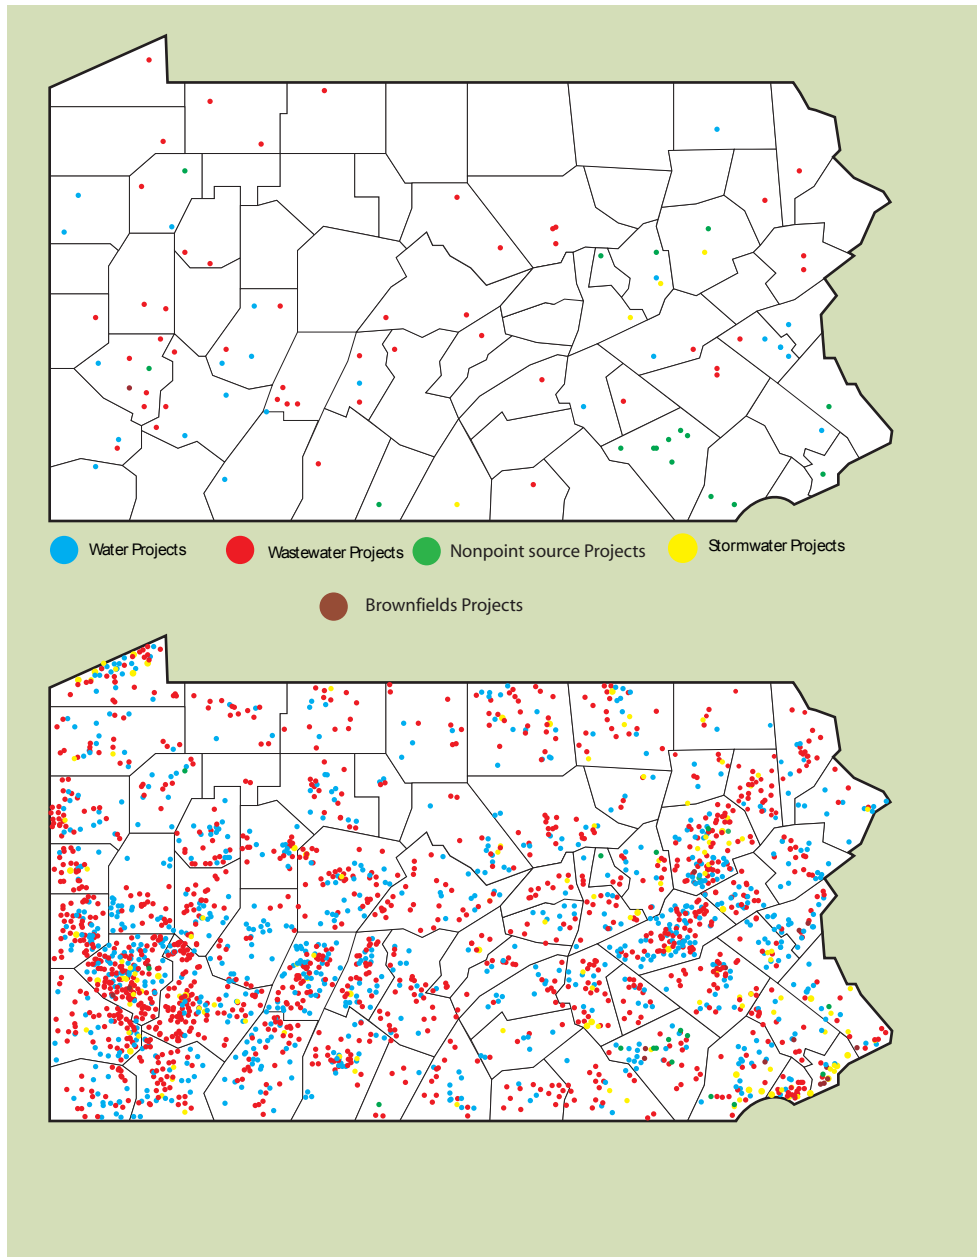 Water Projects
Wastewater Projects
Nonpoint source Projects
Stormwater Projects
Brownfields Projects